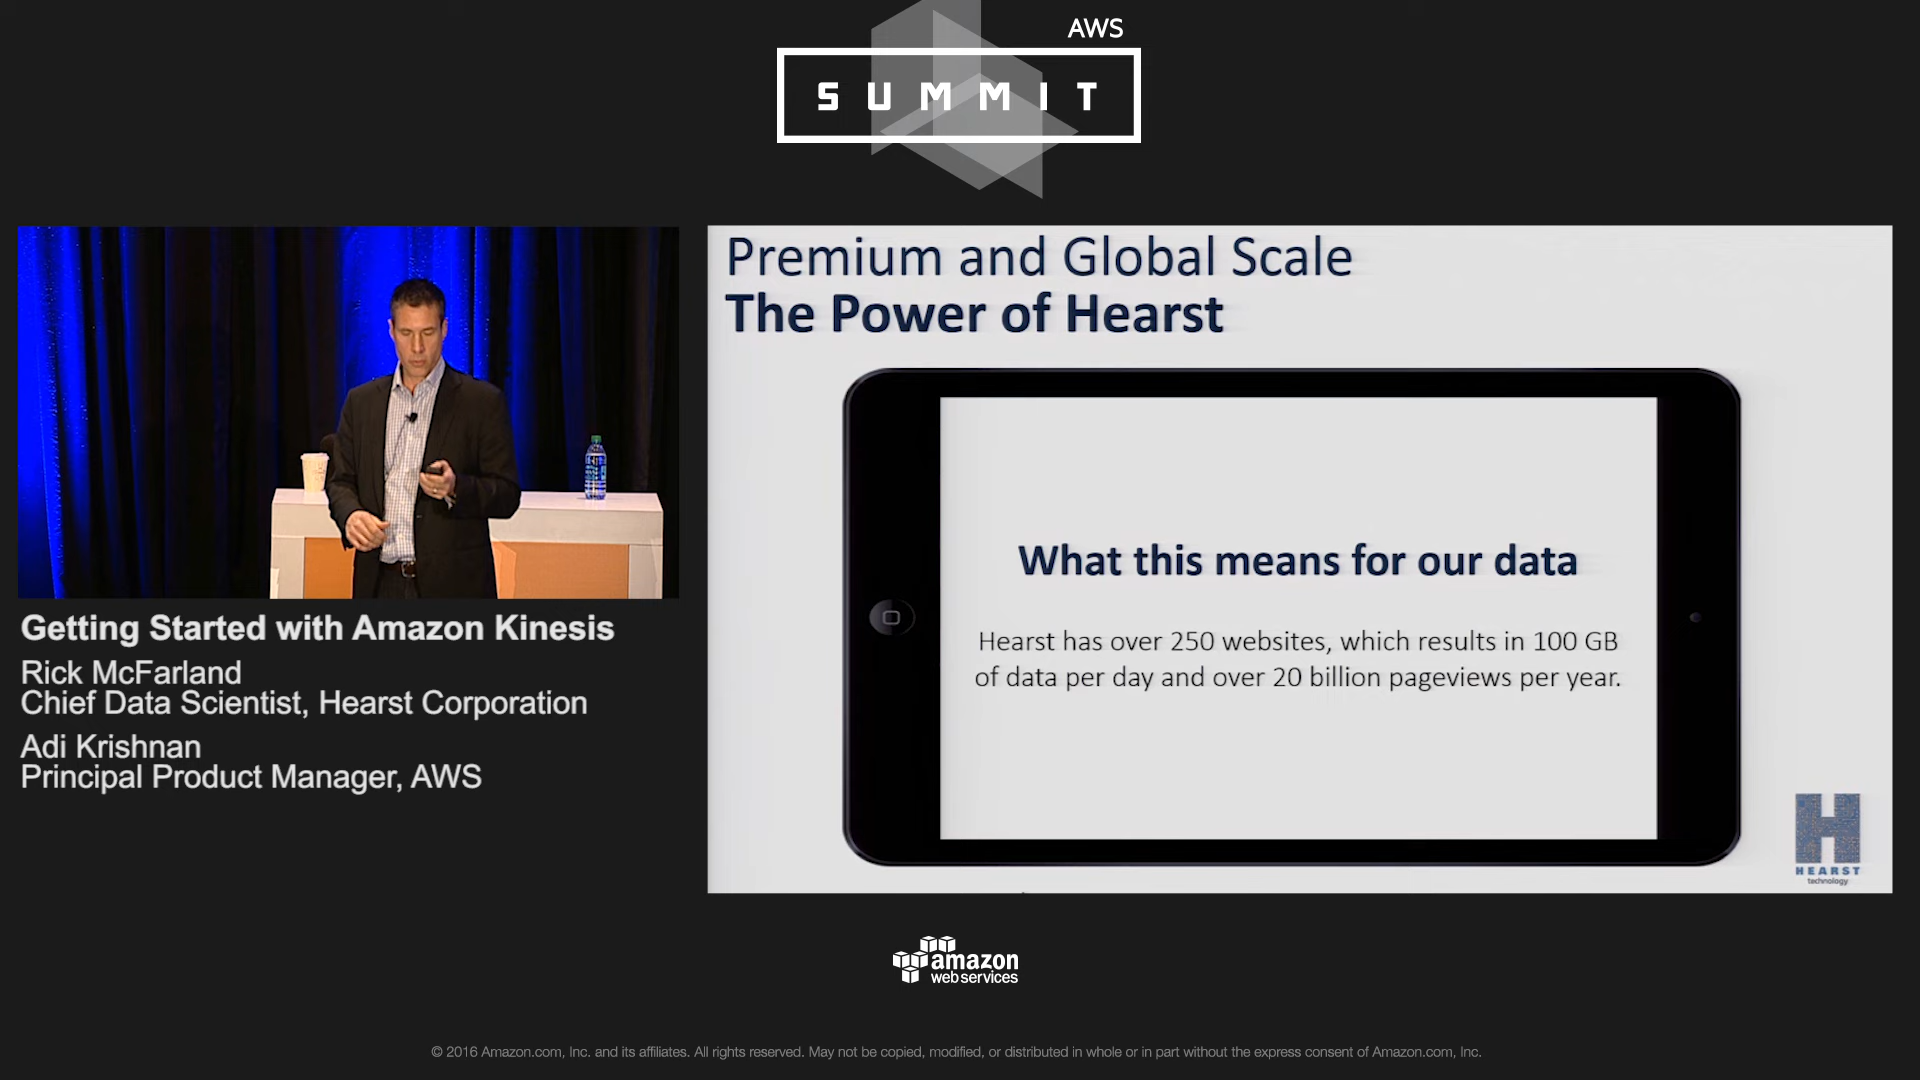 AWS
SUMMIT
Premium and Global Scale
The Power of Hearst
What this means for our data
Hearst has over 250 websites, which results in 100 GB
of data per day and over 20 billion pageviews per year.
HEARST
technology
Getting Started with Amazon Kinesis
Rick McFarland
Chief Data Scientist, Hearst Corporation
Adi Krishnan
Principal Product Manager, AWS
amazon
webservices
© 2016 Amazon.com, Inc. and its affiliates. All rights reserved. May not be copied, modified, or distributed in whole or in part without the express consent of Amazon.com, Inc.